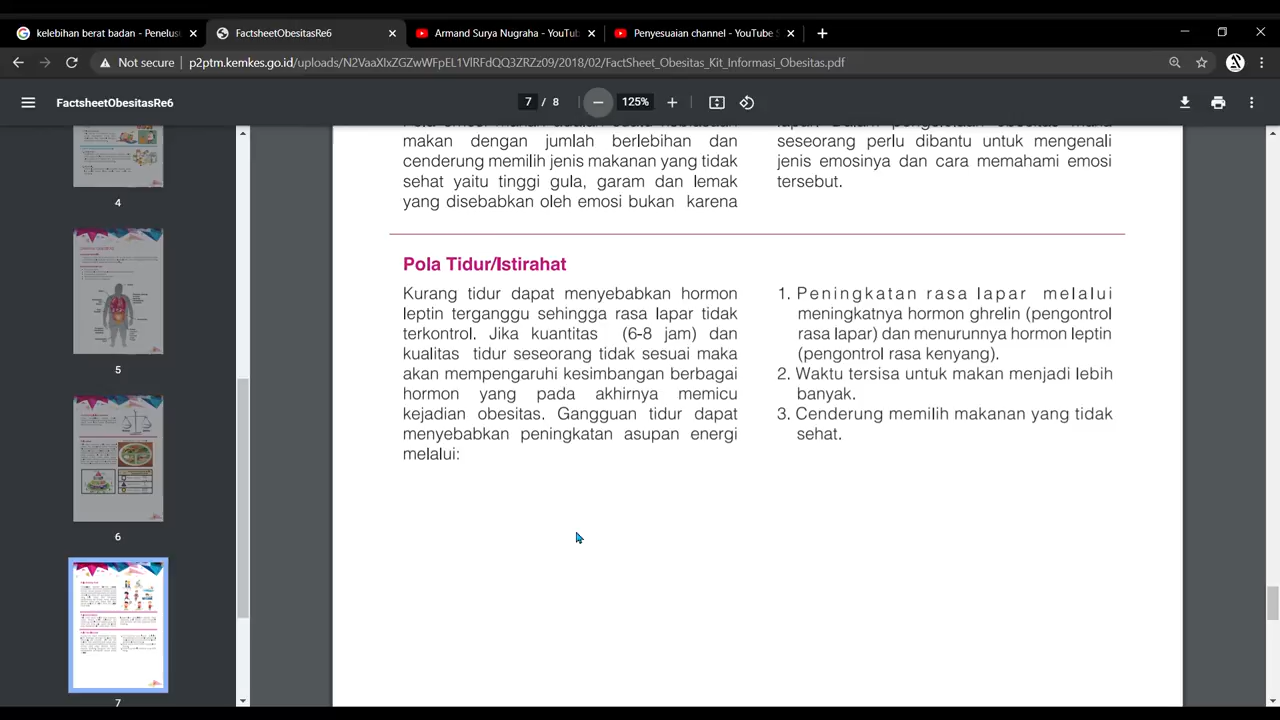 kelebihan berat badan - Penelus
FactsheetObesitasRe6
Armand Surya Nugraha - YouTu
Penyesuaian channel - YouTube S
Not secure
p2ptm.kemkes.go.id/uploads/N2VaaXIxZGZwWFpEL1VlRFdQQ3ZRZz09/2018/02/FactSheet_Obesitas_Kit_Informasi_Obesitas.pdf
FactsheetObesitasRe6
7 / 8
125%
makan dengan jumlah berlebihan dan
cenderung memilih jenis makanan yang tidak
sehat yaitu tinggi gula, garam dan lemak
yang disebabkan oleh emosi bukan karena
seseorang perlu dibantu untuk mengenali
jenis emosinya dan cara memahami emosi
tersebut.
Pola Tidur/Istirahat
Kurang tidur dapat menyebabkan hormon
leptin terganggu sehingga rasa lapar tidak
terkontrol. Jika kuantitas (6-8 jam) dan
kualitas tidur seseorang tidak sesuai maka
akan mempengaruhi kesimbangan berbagai
hormon yang pada akhirnya memicu
kejadian obesitas. Gangguan tidur dapat
menyebabkan peningkatan asupan energi
melalui:
1. Peningkatan rasa lapar melalui
meningkatnya hormon ghrelin (pengontrol
rasa lapar) dan menurunnya hormon leptin
(pengontrol rasa kenyang).
2. Waktu tersisa untuk makan menjadi lebih
banyak.
3. Cenderung memilih makanan yang tidak
sehat.
4
5
6
7